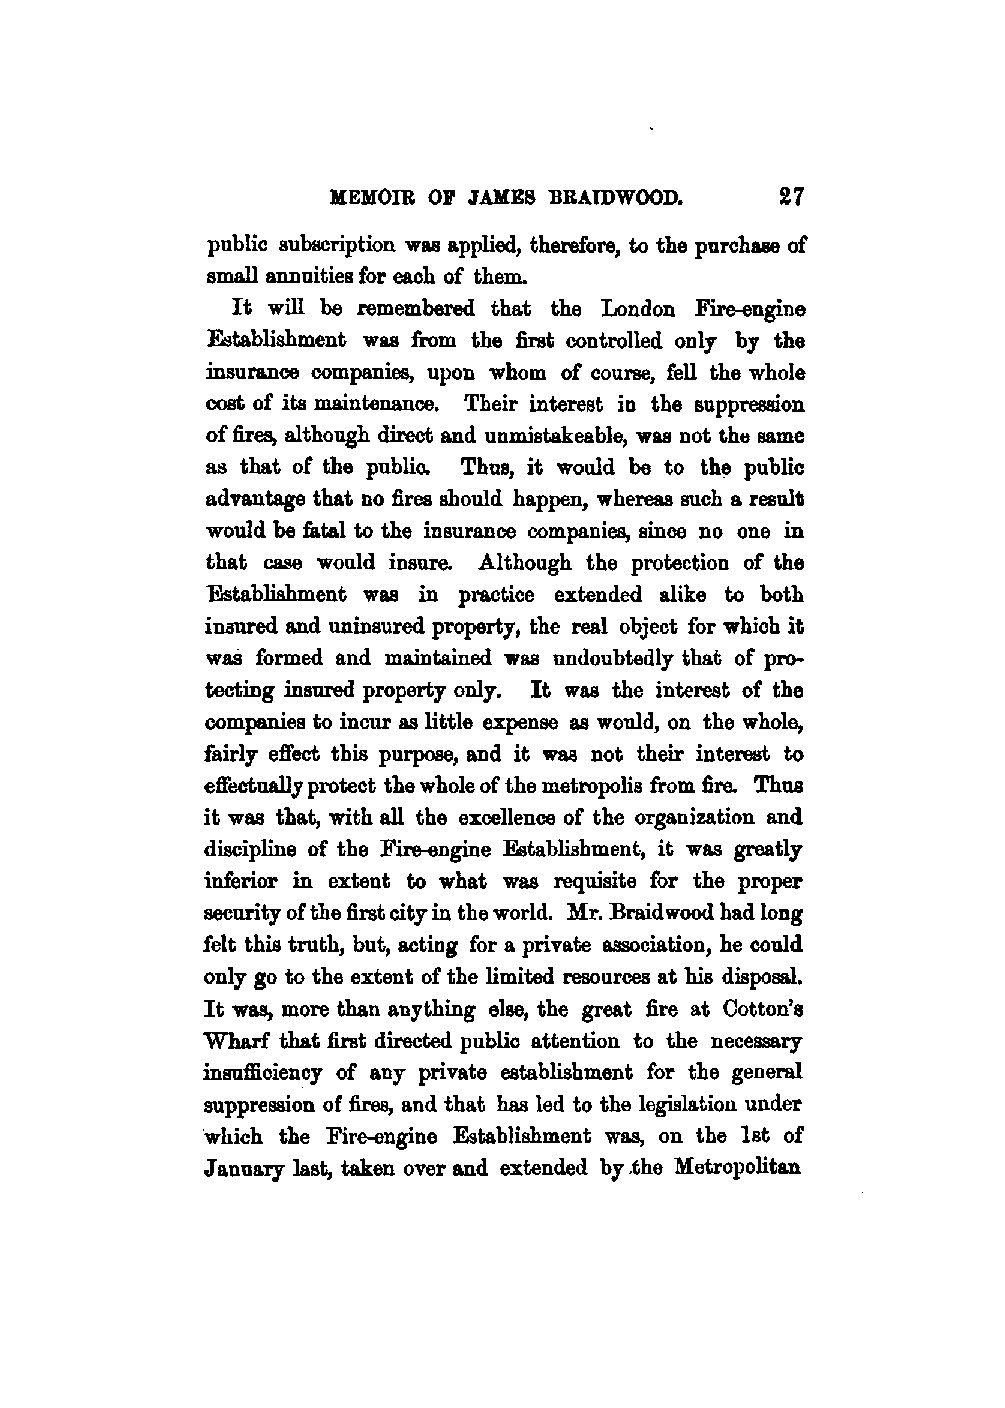 MEMOIR OF JAMES BRAIDWOOD. 27
public subscription was applied, therefore, to the purchase of
small annuities for each of them.
It will be remembered that the London Fire-engine
Establishment was from the first controlled only by the
insurance companies, upon whom of course, fell the whole
cost of its maintenance. Their interest in the suppression
of fires, although direct and unmistakeable, was not the same
as that of the public. Thus, it would be to the public
advantage that no fires should happen, whereas such a result
would be fatal to the insurance companies, since no one in
that case would insure. Although the protection of the
Establishment was in practice extended alike to both
insured and uninsured property, the real object for which it
was formed and maintained was undoubtedly that of pro-
tecting insured property only. It was the interest of the
companies to incur as little expense as would, on the whole,
fairly effect this purpose, and it was not their interest to
effectually protect the whole of the metropolis from fire. Thus
it was that, with all the excellence of the organization and
discipline of the Fire-engine Establishment, it was greatly
inferior in extent to what was requisite for the proper
security of the first city in the world. Mr. Braidwood had long
felt this truth, but, acting for a private association, he could
only go to the extent of the limited resources at his disposal.
It was, more than anything else, the great fire at Cotton's
Wharf that first directed public attention to the necessary
insufficiency of any private establishment for the general
suppression of fires, and that has led to the legislation under
which the Fire-engine Establishment was, on the 1st of
January last, taken over and extended by the Metropolitan